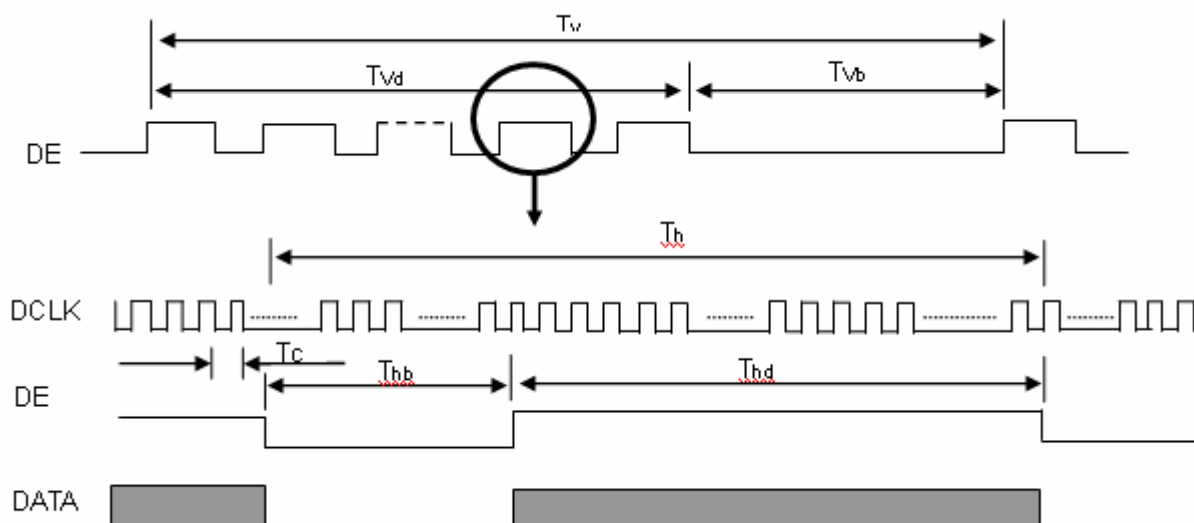 Tv
Tvd Tvb
DE
Th
DCLK
Tc
Thb Thd
DE
DATA